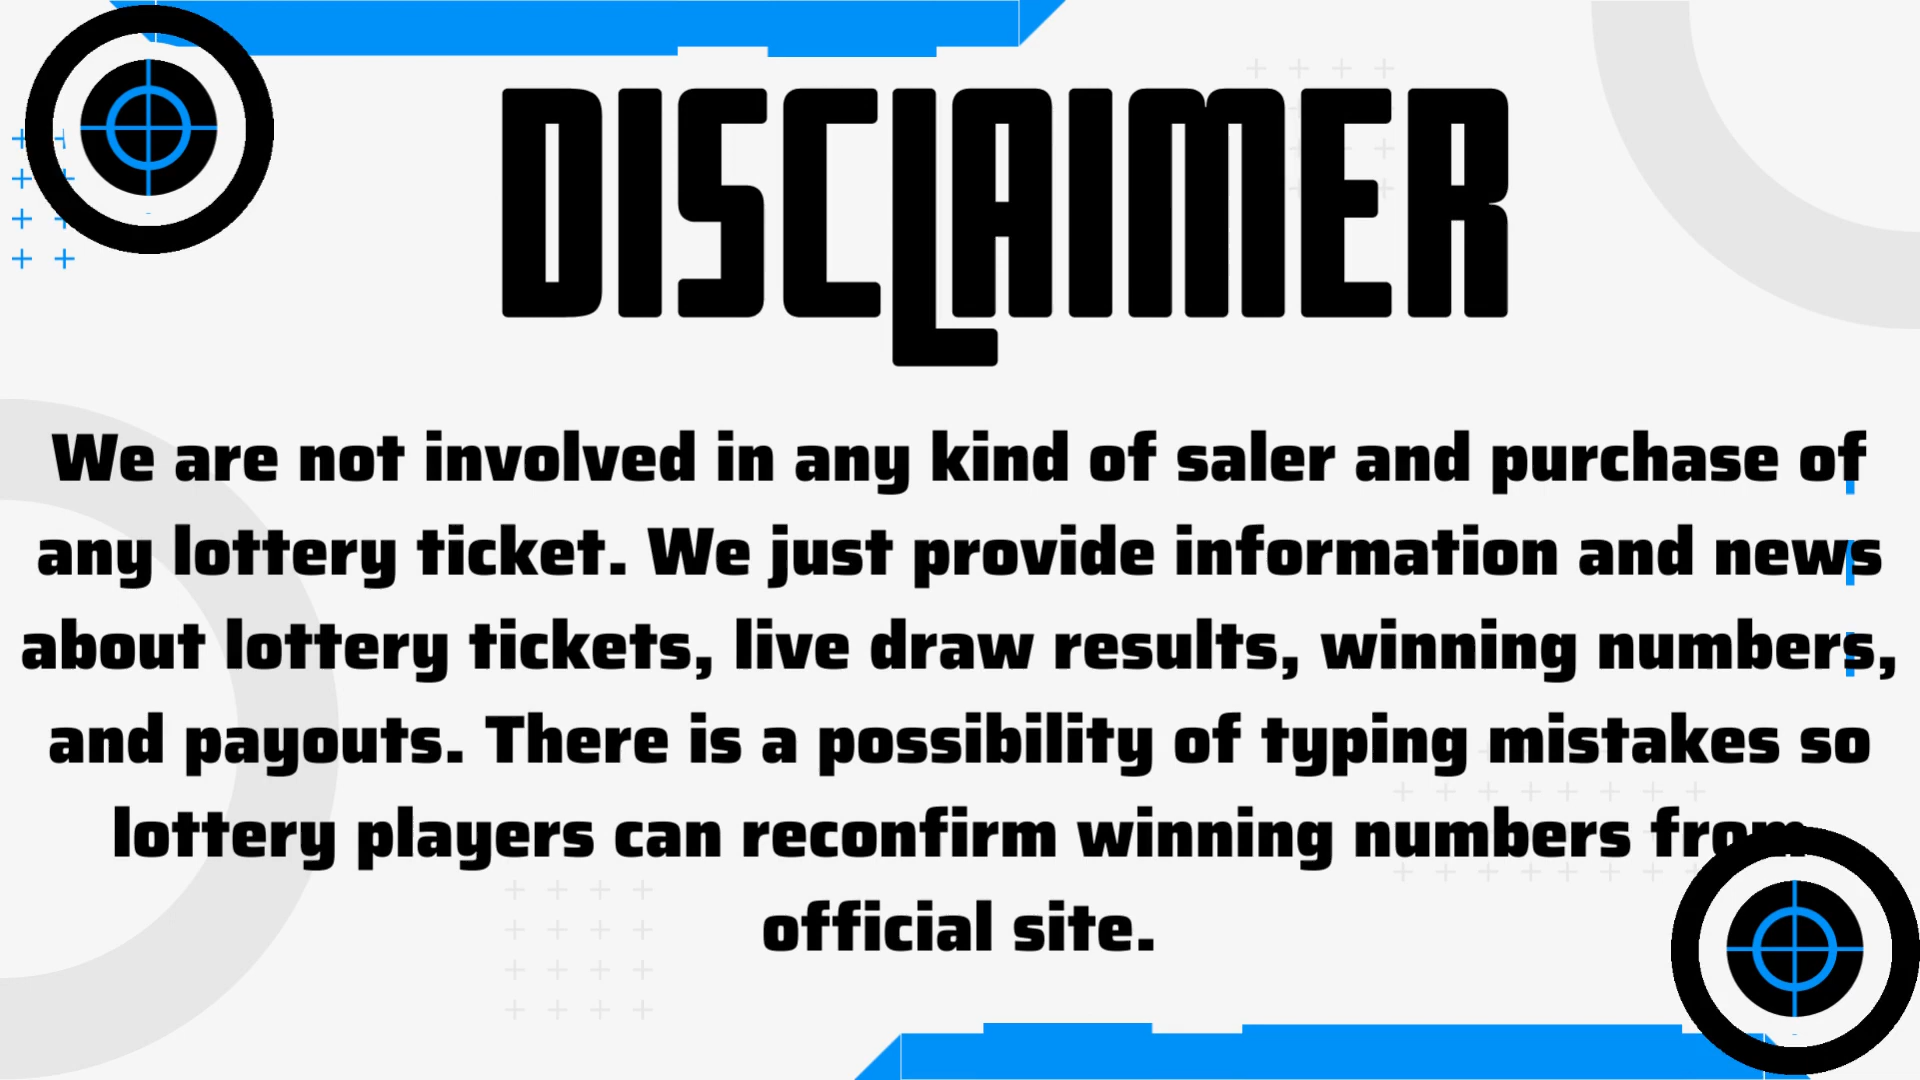 DISCLAIMER
We are not involved in any kind of saler and purchase of
any lottery ticket. We just provide information and news
about lottery tickets, live draw results, winning numbers,
and payouts. There is a possibility of typing mistakes so
lottery players can reconfirm winning numbers from
official site.